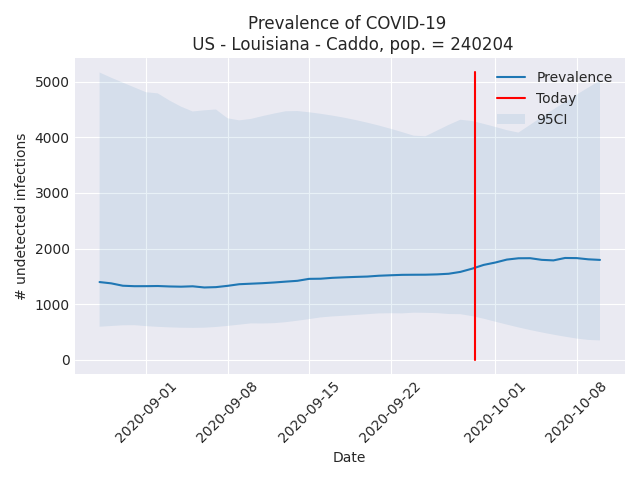 Prevalence of COVID-19
US - Louisiana - Caddo, pop. = 240204
# undetected infections
5000
4000
3000
2000
1000
0
Prevalence
Today
95CI
2020-09-01
2020-09-08
2020-09-15
2020-09-22
2020-10-01
2020-10-08
Date